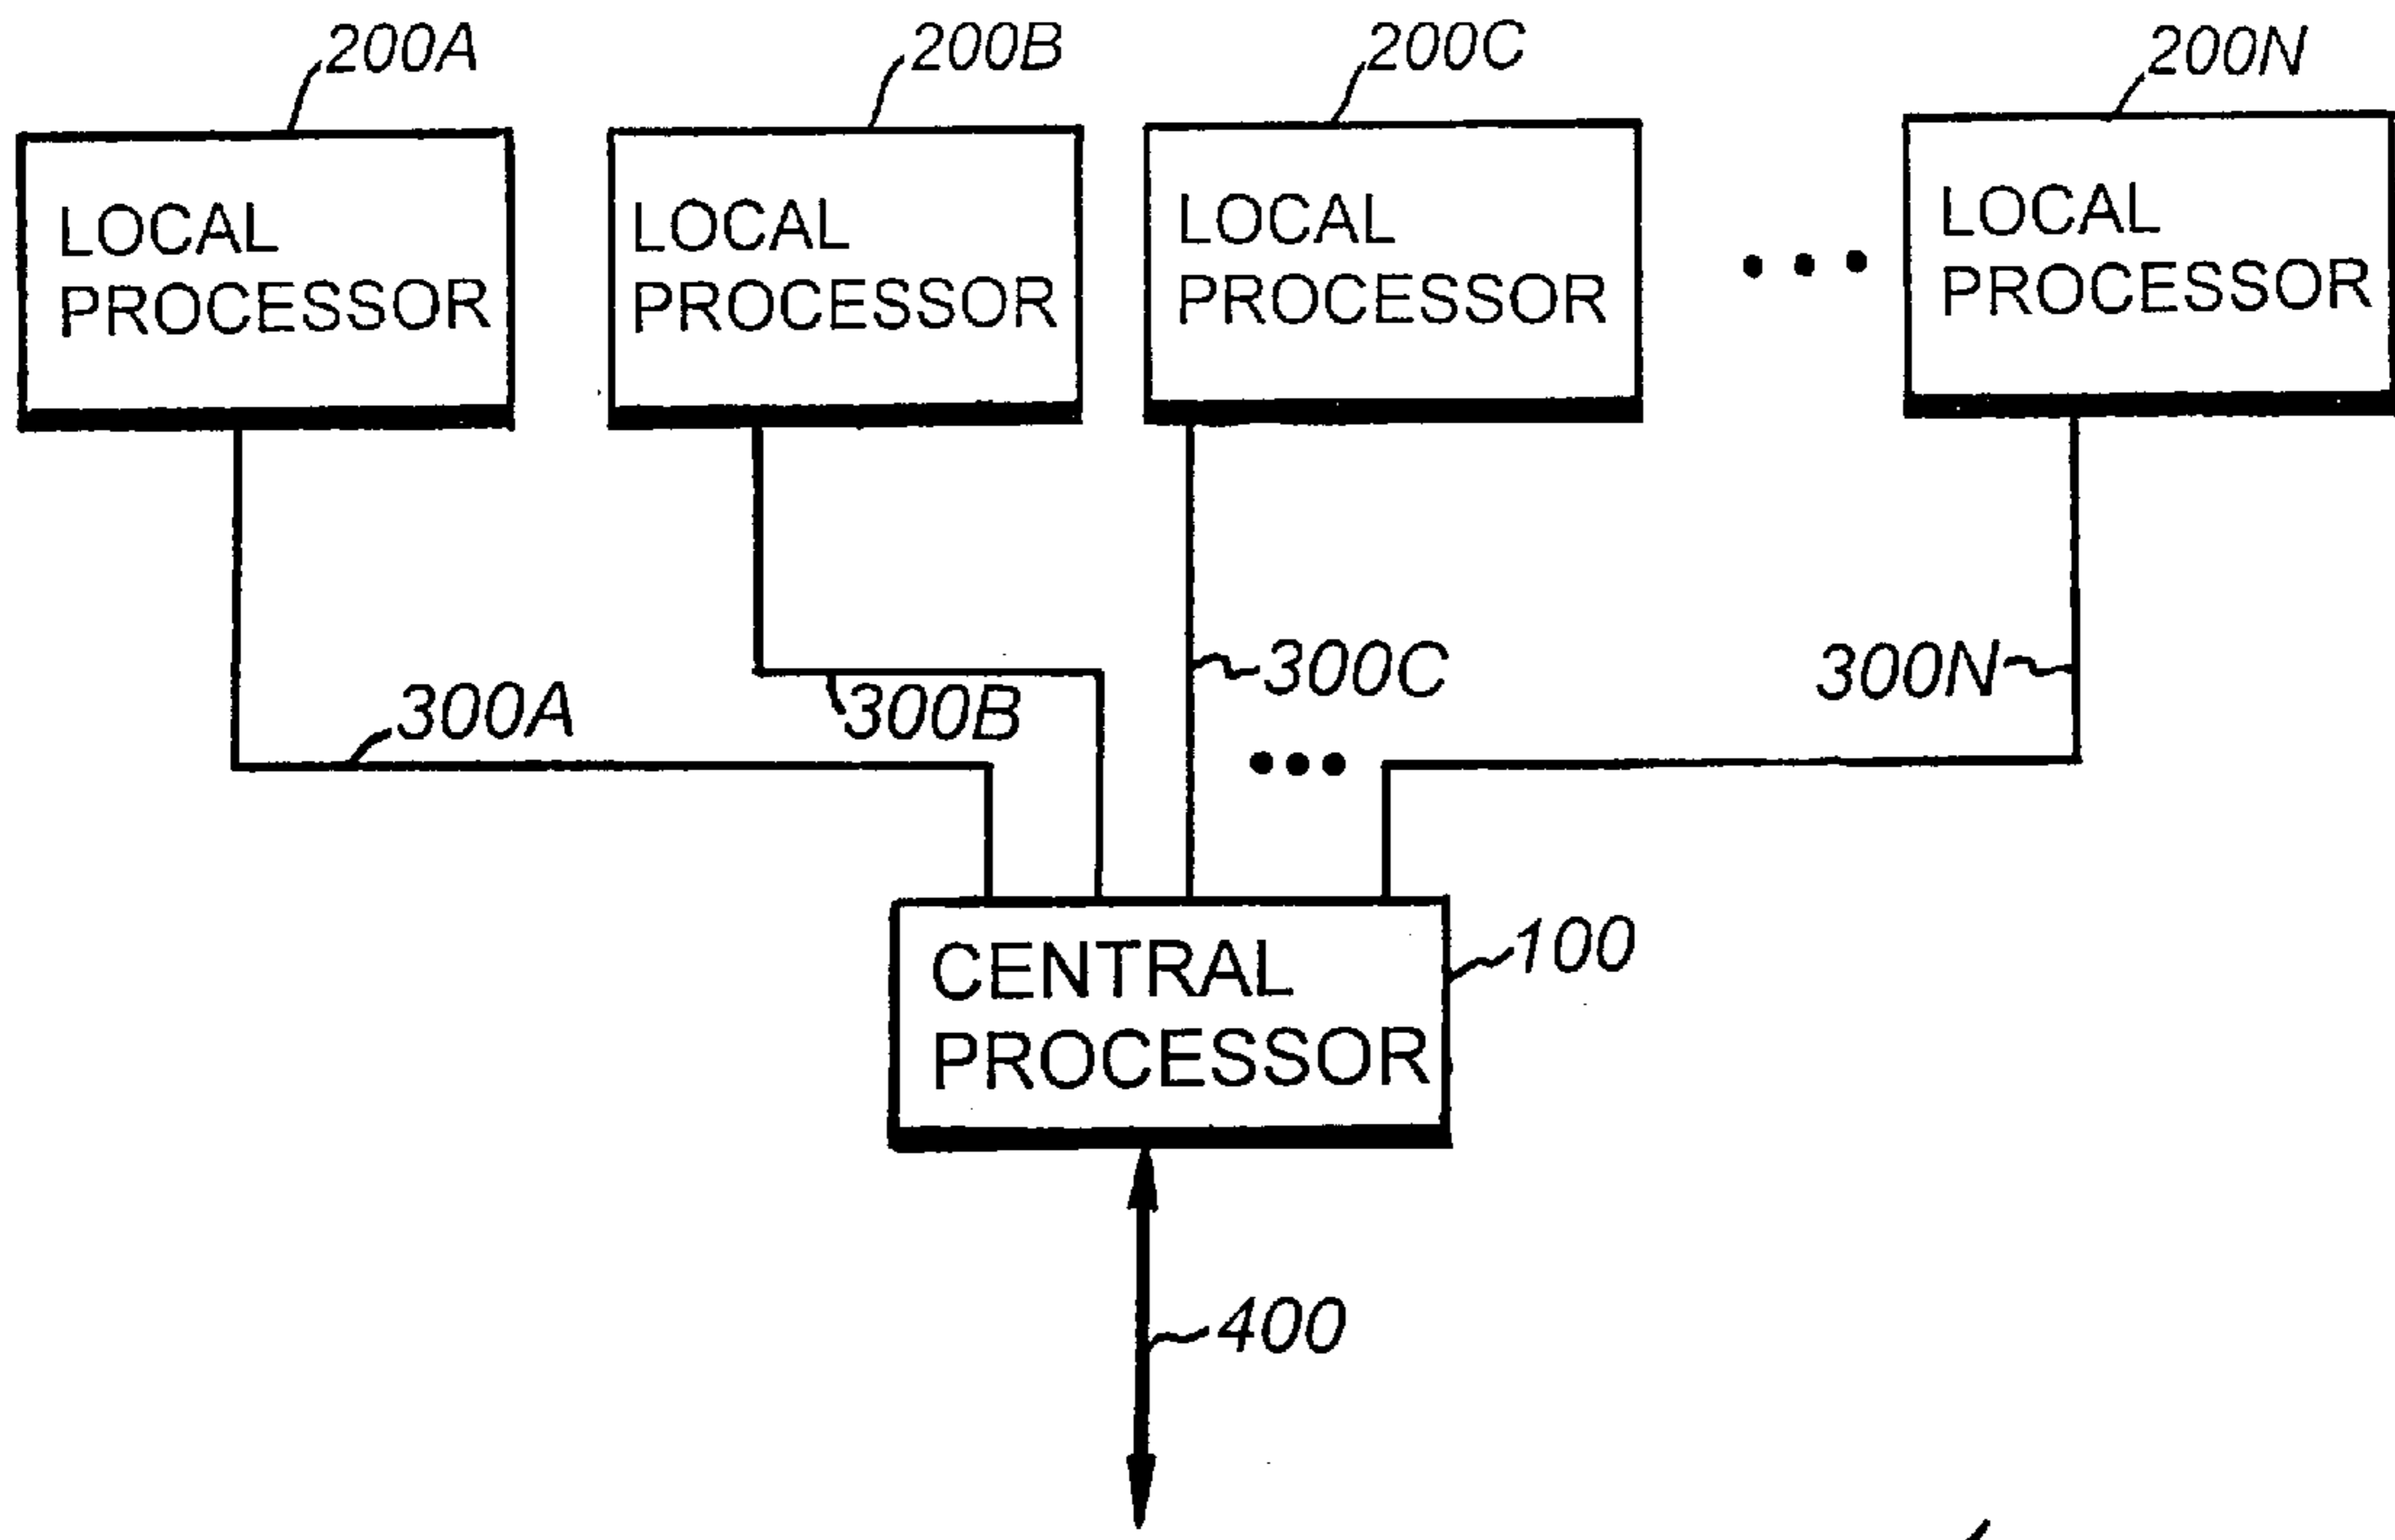 200A
200B
200C
200N
LOCAL
PROCESSOR
LOCAL
PROCESSOR
LOCAL
PROCESSOR
LOCAL
PROCESSOR
300A
300B
300C
300N
CENTRAL
PROCESSOR
100
400